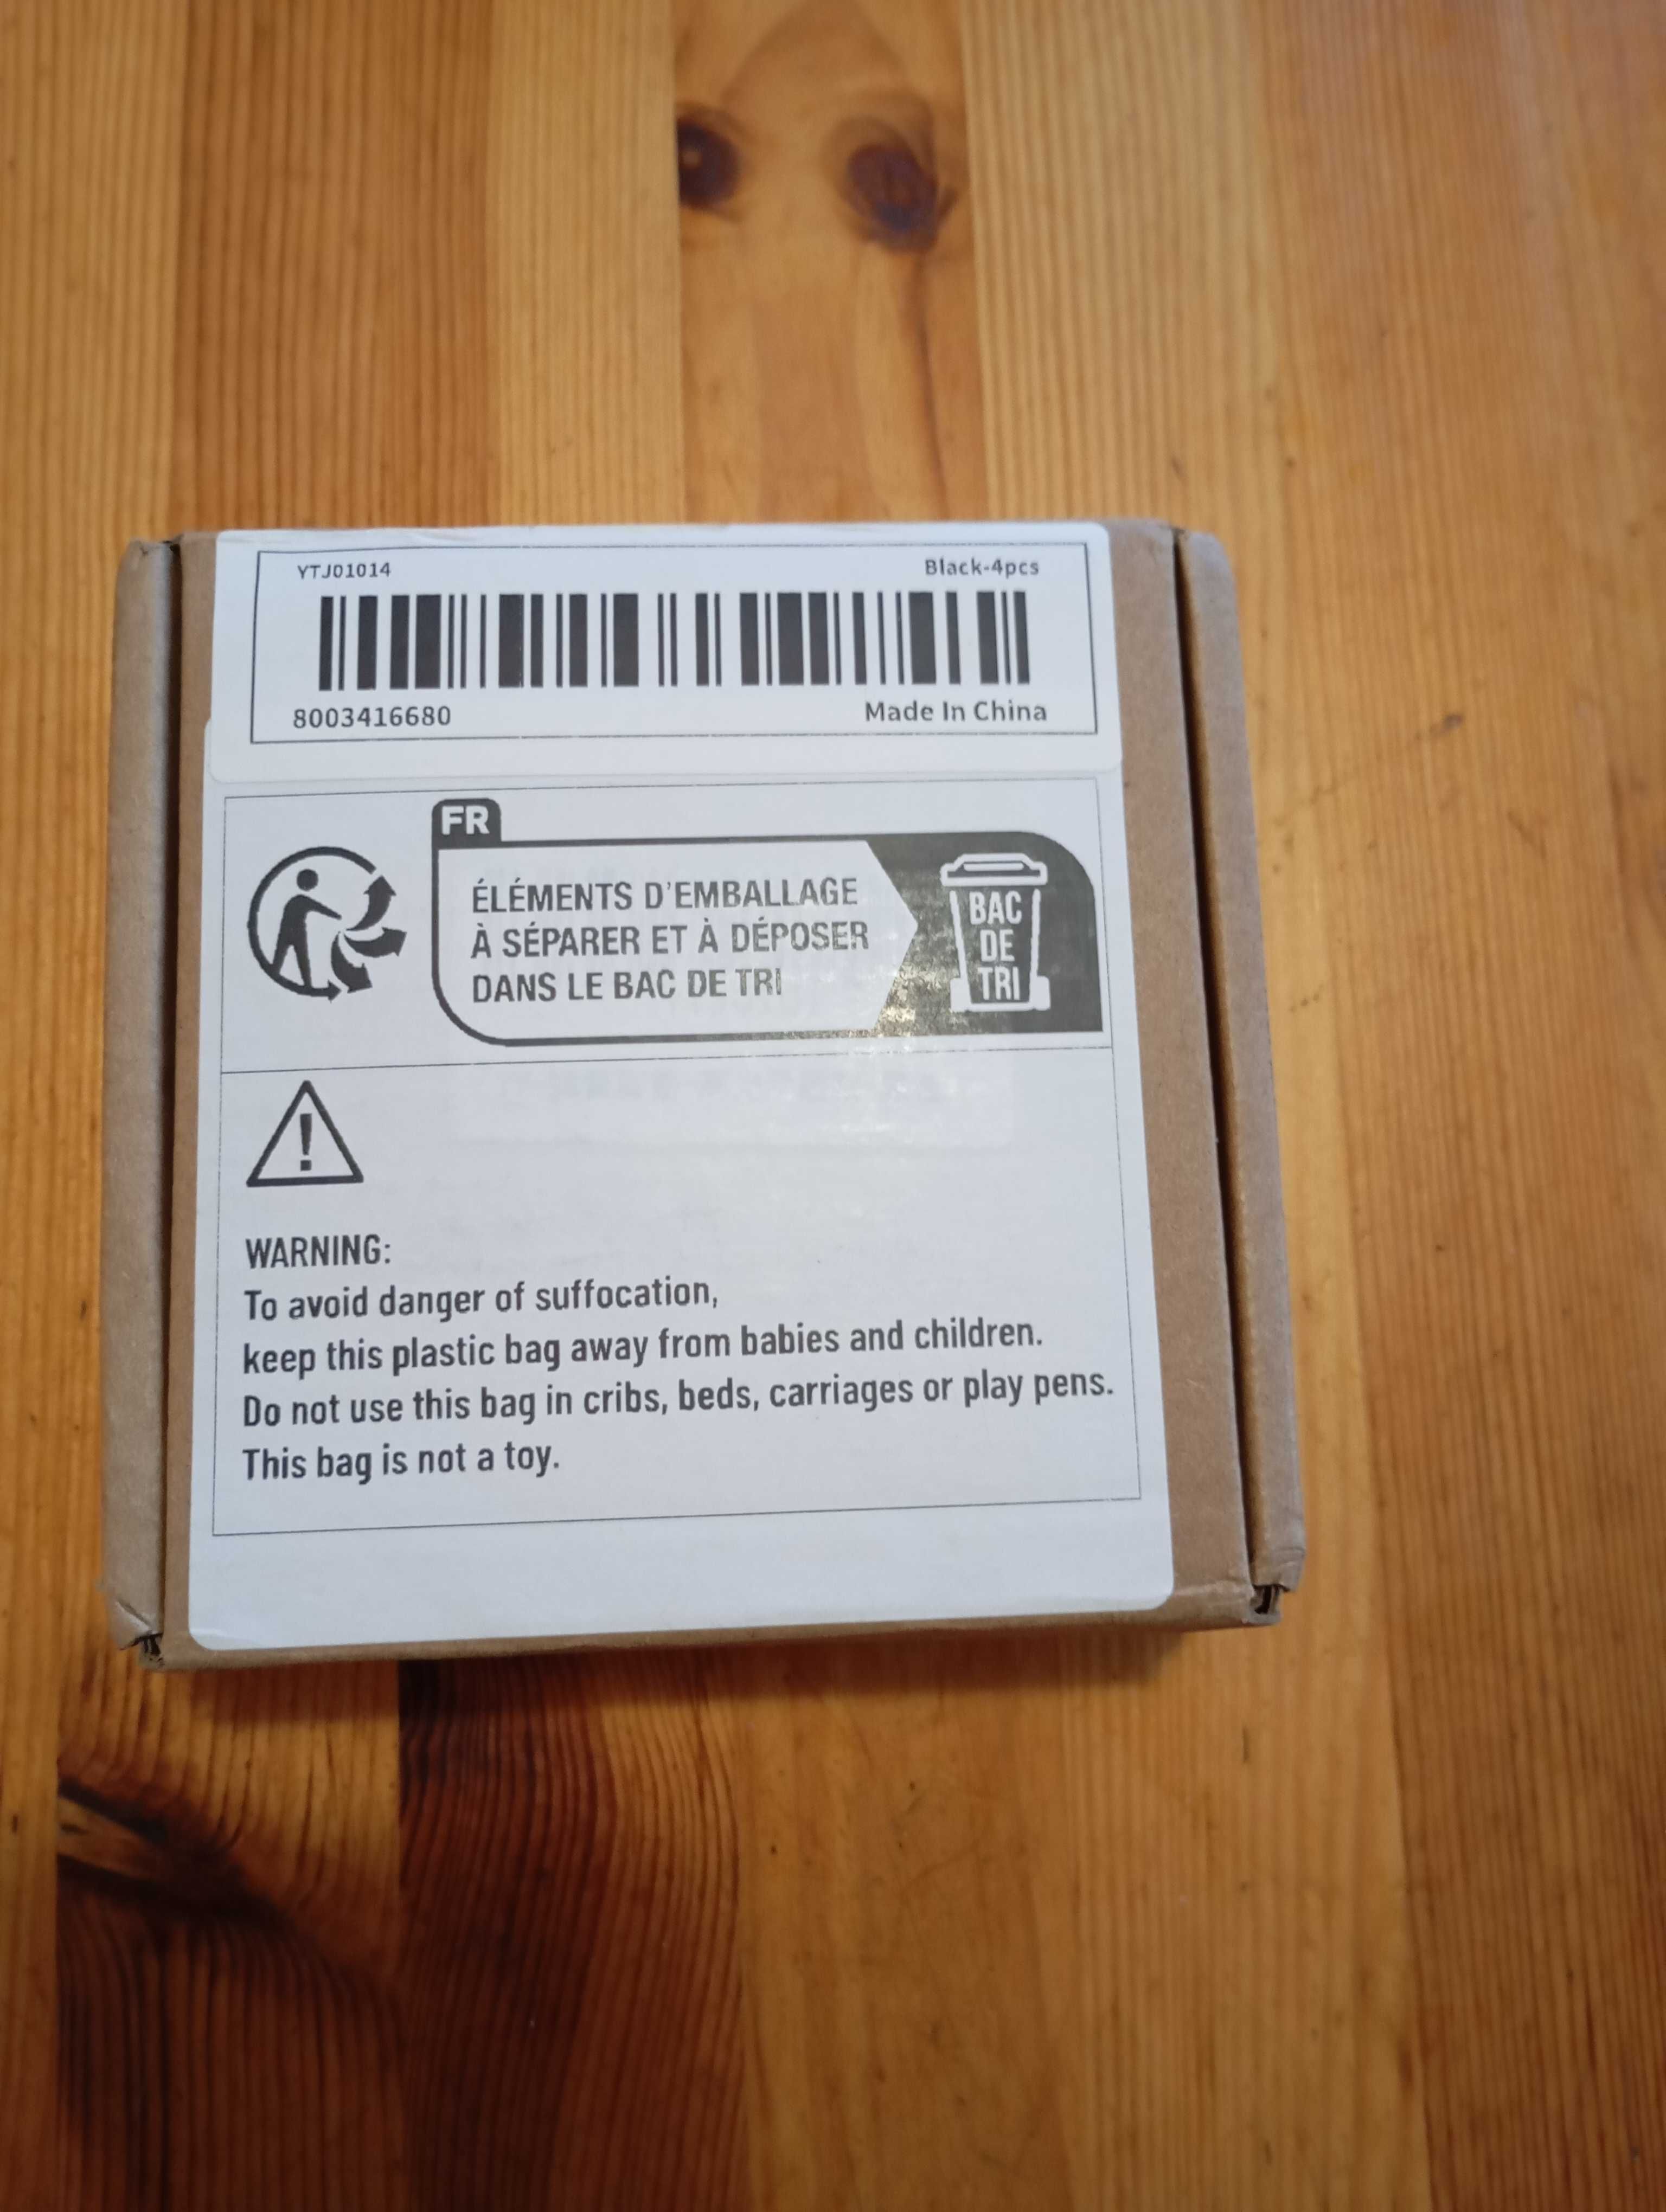 YTJ01014 Black-4pcs
8003416680 Made In China
FR
ÉLÉMENTS D'EMBALLAGE
À SÉPARER ET À DÉPOSER
DANS LE BAC DE TRI
BAC
DE
TRI
WARNING:
To avoid danger of suffocation,
keep this plastic bag away from babies and children.
Do not use this bag in cribs, beds, carriages or play pens.
This bag is not a toy.